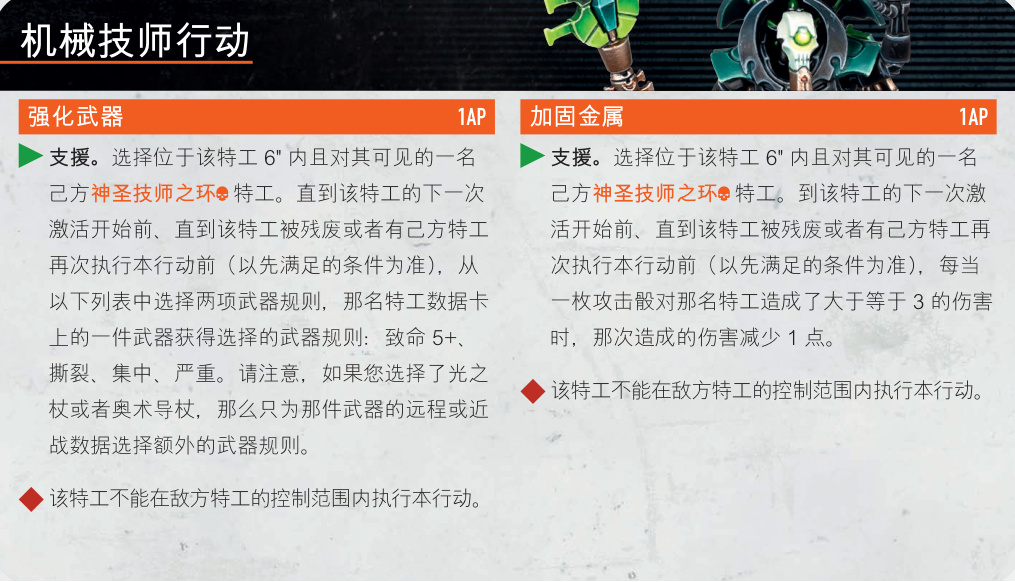 机械技师行动
强化武器 1AP
支援。选择位于该特工 6" 内且对其可见的一名
己方神圣技师之环特工。直到该特工的下一次
激活开始前、直到该特工被残废或者有己方特工
再次执行本行动前（以先满足的条件为准），从
以下列表中选择两项武器规则，那名特工数据卡
上的一件武器获得选择的武器规则：致命 5+、
撕裂、集中、严重。请注意，如果您选择了光之
杖或者奥术导杖，那么只为那件武器的远程或近
战数据选择额外的武器规则。
该特工不能在敌方特工的控制范围内执行本行动。
加固金属 1AP
支援。选择位于该特工 6" 内且对其可见的一名
己方神圣技师之环特工。到该特工的下一次激
活开始前、直到该特工被残废或者有己方特工再
次执行本行动前（以先满足的条件为准），每当
一枚攻击骰对那名特工造成了大于等于 3 的伤害
时，那次造成的伤害减少 1 点。
该特工不能在敌方特工的控制范围内执行本行动。